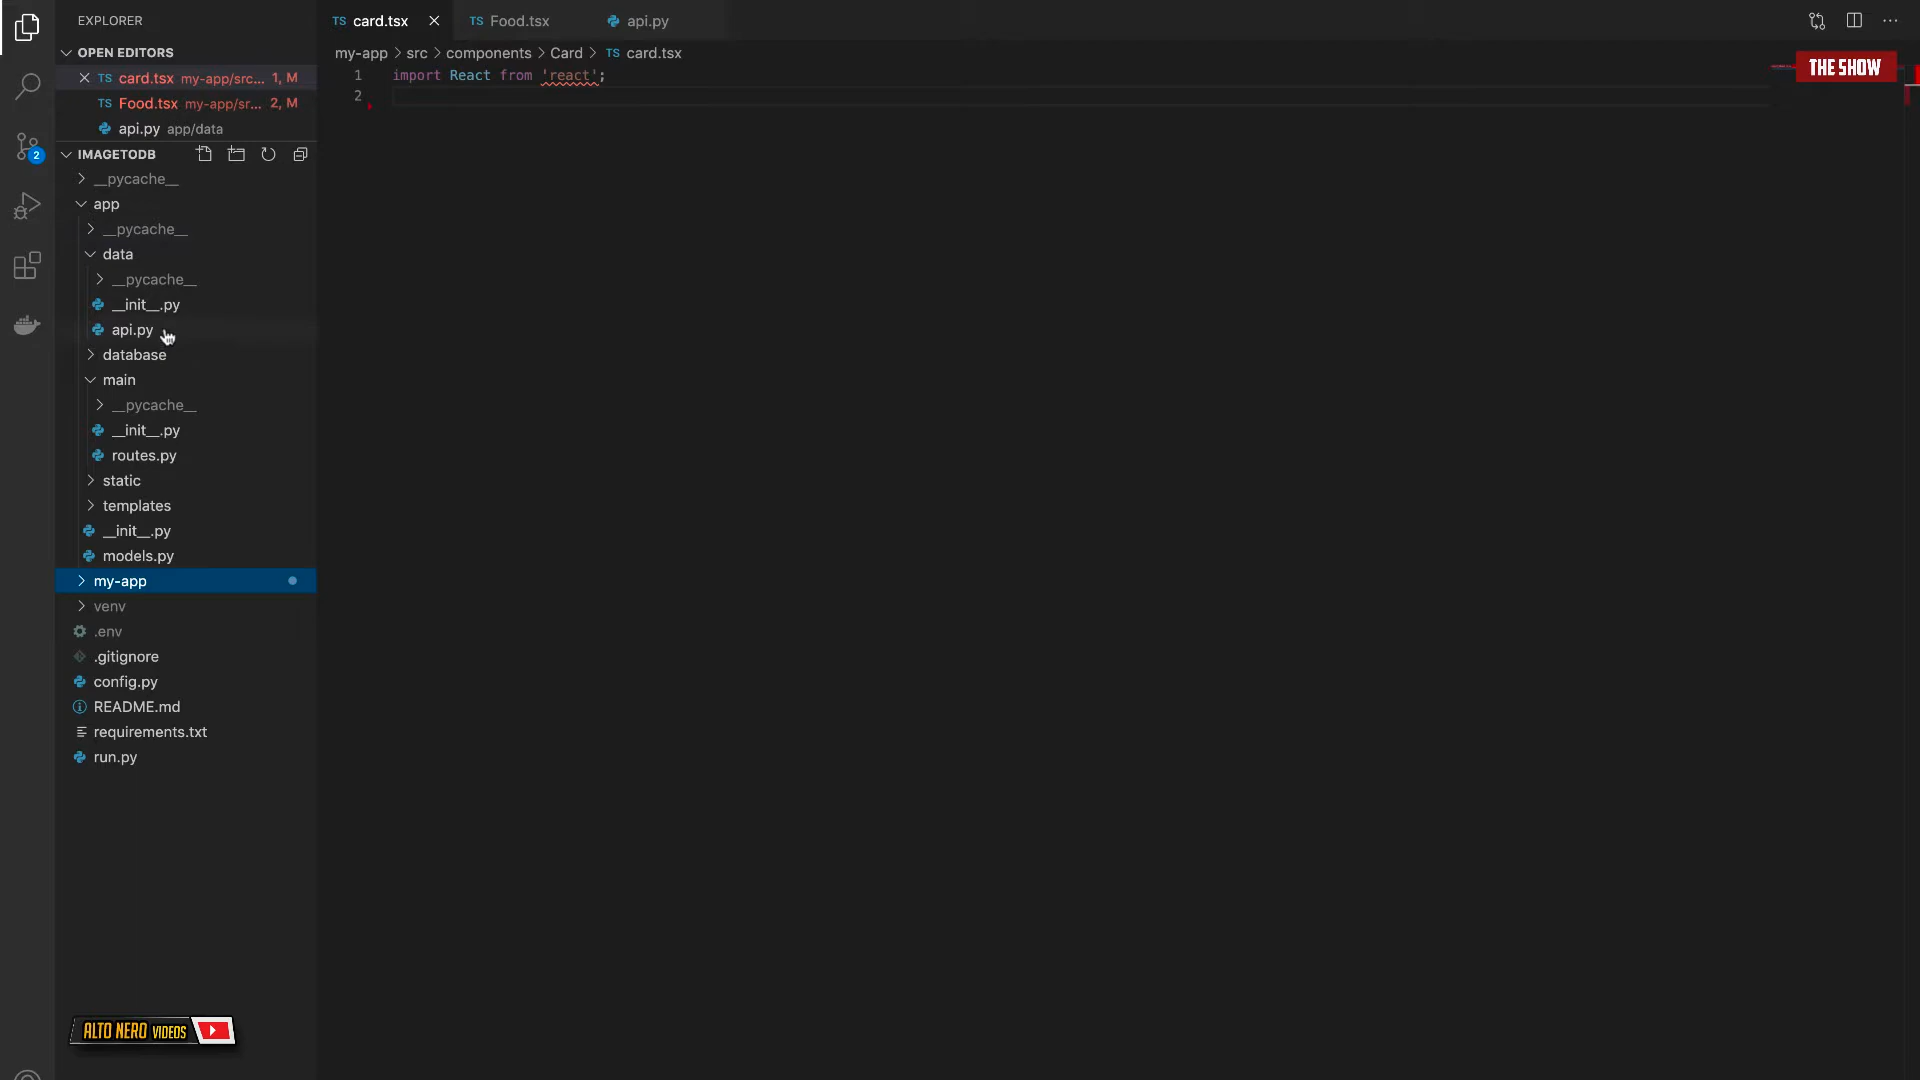 EXPLORER
OPEN EDITORS
TS card.tsx my-app/src... 1, M
TS Food.tsx my-app/sr... 2, M
api.py app/data
IMAGETODB
__pycache__
app
__pycache__
data
__pycache__
__init__.py
api.py
database
main
__pycache__
__init__.py
routes.py
static
templates
__init__.py
models.py
my-app
venv
.env
.gitignore
config.py
README.md
requirements.txt
run.py
2
TS card.tsx
TS Food.tsx
api.py
my-app > src > components > Card > TS card.tsx
1 import React from 'react';
2
THE SHOW
ALTO NERO VIDEOS